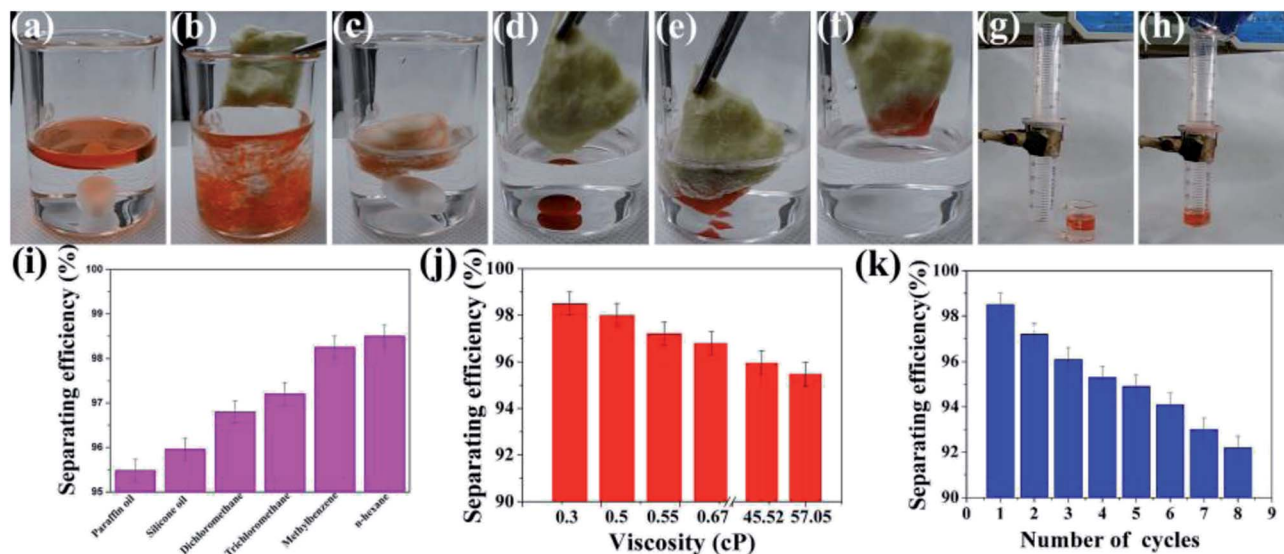 (a) (b) (c) (d) (e) (f) (g) (h)
(i)
Separating efficiency (%)
100
99
98
97
96
95
Paraffin oil
Silicone oil
Dichloromethane
Trichloromethane
Methylbenzene
n-hexane
(j)
Separating efficiency (%)
100
98
96
94
92
90
0.3 0.5 0.55 0.67 45.52 57.05
Viscosity (cP)
(k)
Separating efficiency(%)
100
98
96
94
92
90
0 1 2 3 4 5 6 7 8 9
Number of cycles